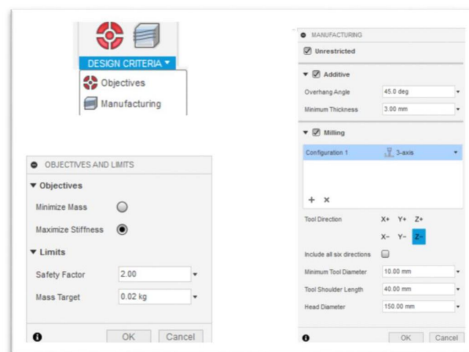 DESIGN CRITERIA
Objectives
Manufacturing
OBJECTIVES AND LIMITS
Objectives
Minimize Mass
Maximize Stiffness
Limits
Safety Factor 2.00
Mass Target 0.02 kg
OK Cancel
MANUFACTURING
Unrestricted
Additive
Overhang Angle 45.0 deg
Minimum Thickness 3.00 mm
Milling
Configuration 1 3-axis
+ ×
Tool Direction X+ Y+ Z+
X- Y- Z-
Include all six directions
Minimum Tool Diameter 10.00 mm
Tool Shoulder Length 40.00 mm
Head Diameter 150.00 mm
OK Cancel